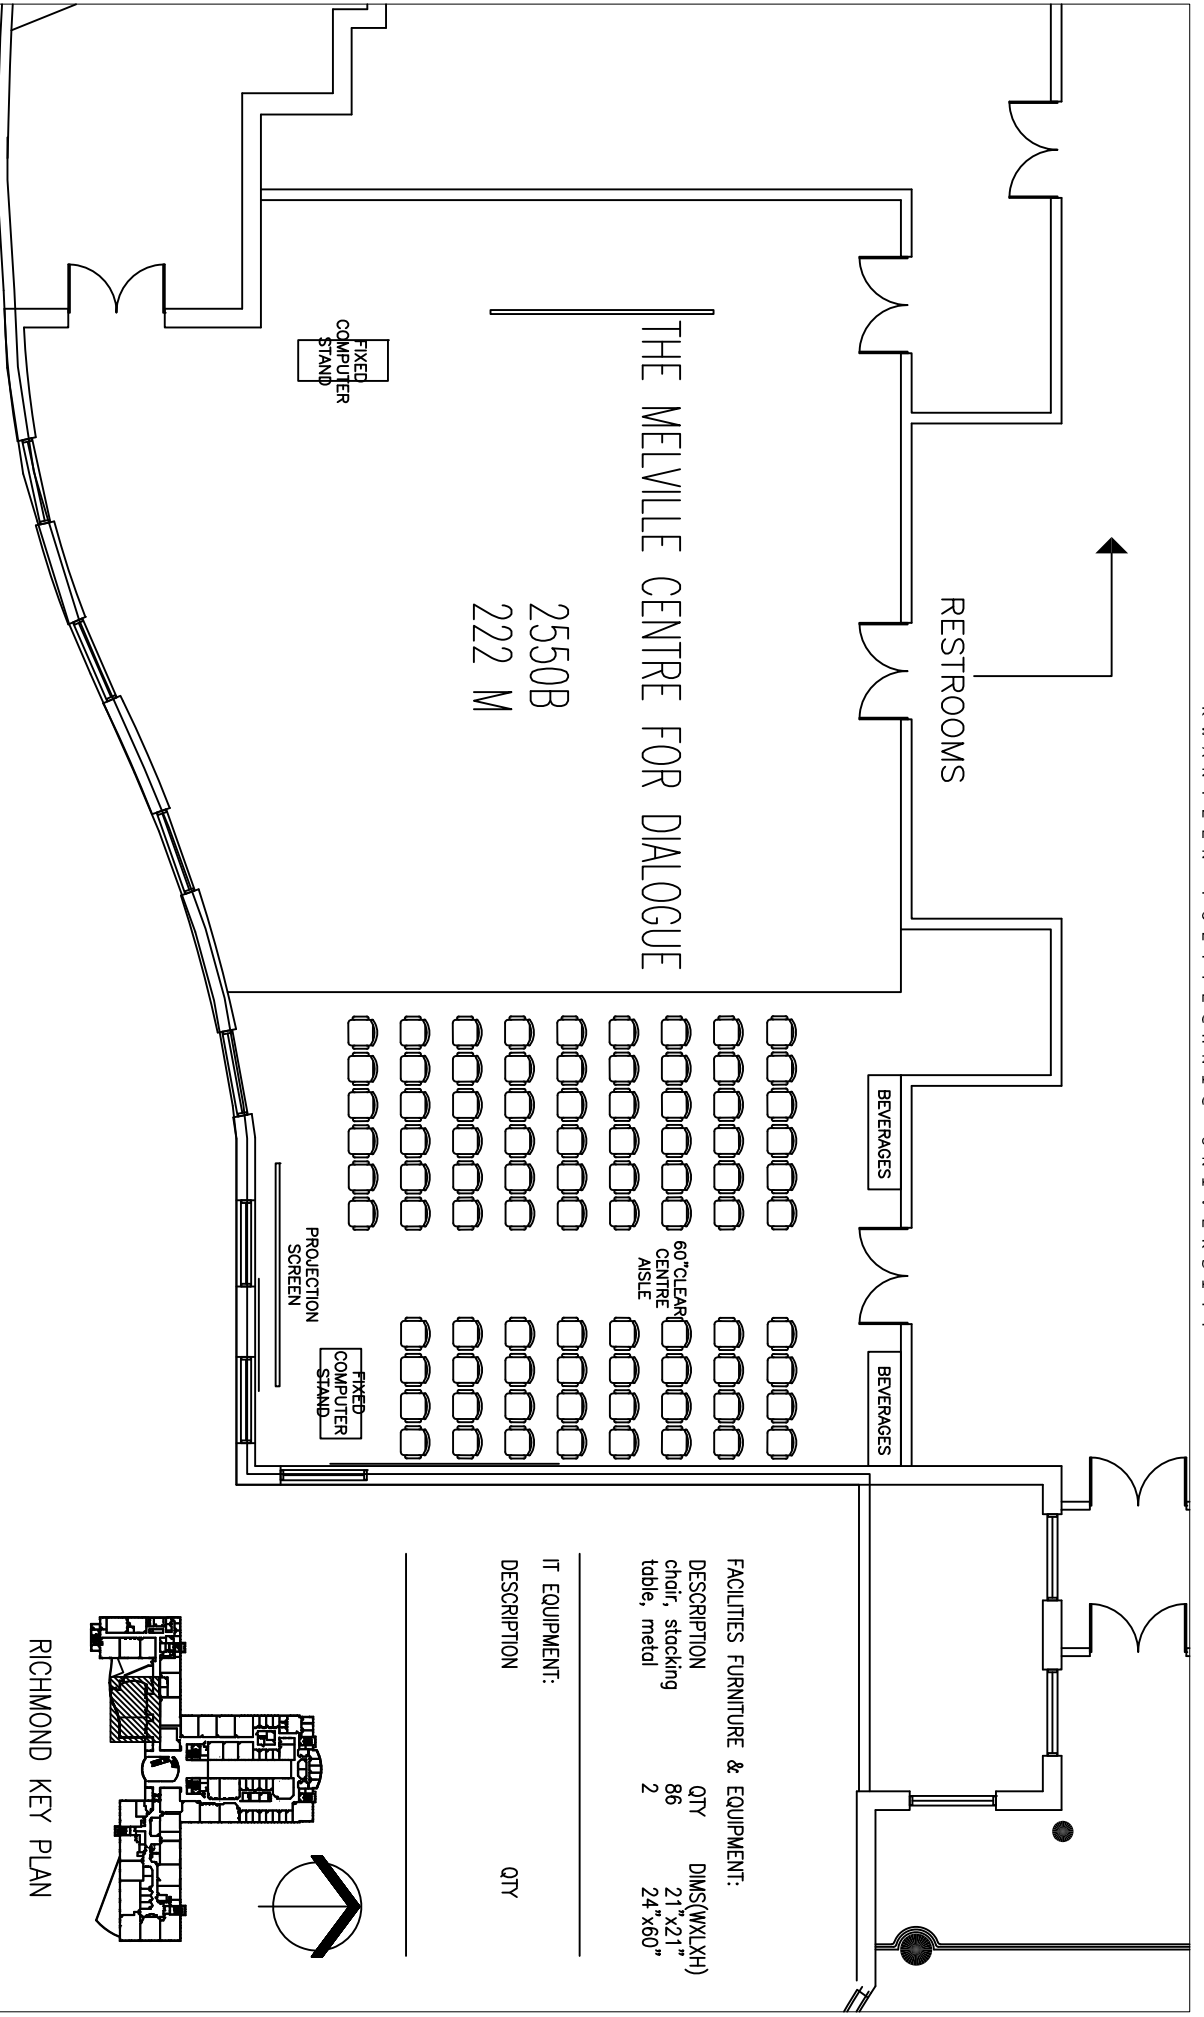 RESTROOMS
THE MELVILLE CENTRE FOR DIALOGUE
2550B
222 M
FIXED
COMPUTER
STAND
BEVERAGES
BEVERAGES
60"CLEAR
CENTRE
AISLE
PROJECTION
SCREEN
FIXED
COMPUTER
STAND
FACILITIES FURNITURE & EQUIPMENT:
DESCRIPTION QTY DIMS(WXLXH)
chair, stacking 86 21"x21"
table, metal 2 24"x60"
IT EQUIPMENT:
DESCRIPTION QTY
RICHMOND KEY PLAN